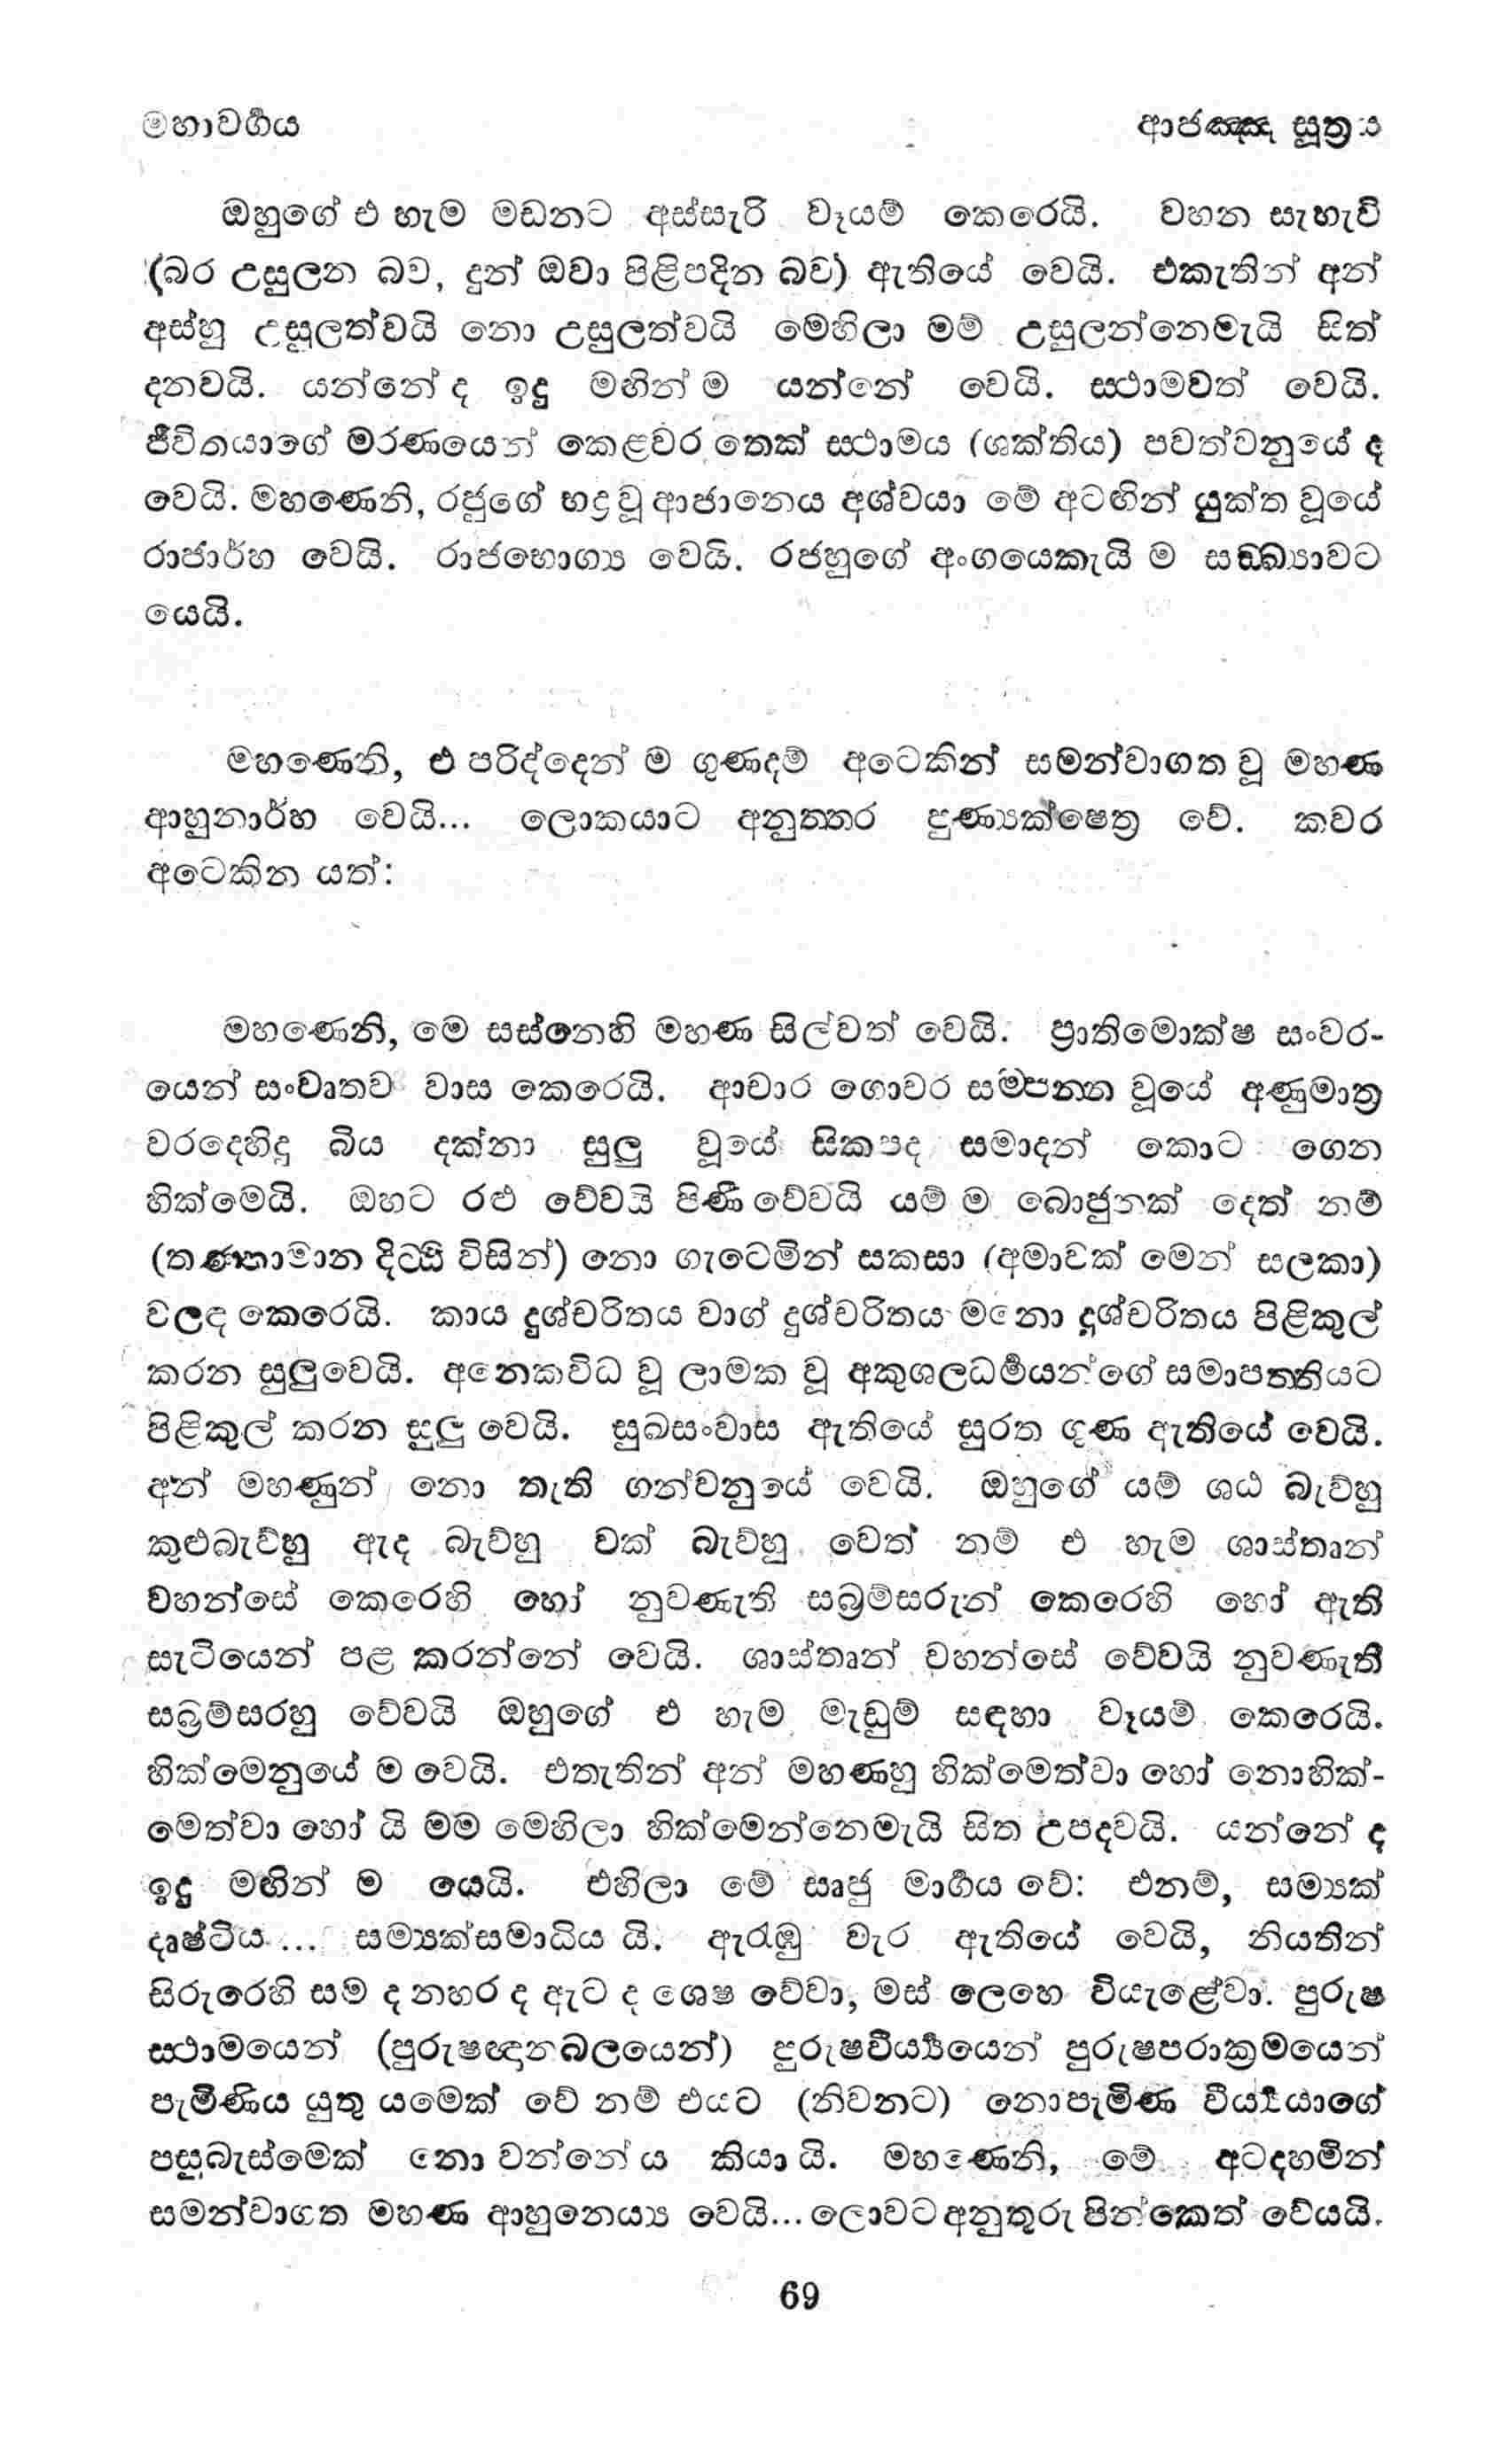 මහාවර්‍ගය ආජඤ්ඤ සූත්‍රය
ඔහුගේ එ හැම මඩනට අස්සැරි වෑයම් කෙරෙයි. වහන සැහැවි
(බර උසුලන බව, දුන් ඔවා පිළිපදින බව) ඇතියේ වෙයි. එකැතින් අන්
අස්හු උසුලත්වයි නො උසුලත්වයි මෙහිලා මම් උසුලන්නෙමැයි සිත්
දනවයි. යන්නේ ද ඉදු මඟින් ම යන්නේ වෙයි. ස්ථාමවත් වෙයි.
ජීවිතයාගේ මරණයෙන් කෙළවර තෙක් ස්ථාමය (ශක්තිය) පවත්වනුයේ ද
වෙයි. මහණෙනි, රජුගේ භද්‍ර වූ ආජානෙය අශ්වයා මේ අටඟින් යුක්ත වූයේ
රාජාර්හ වෙයි. රාජභොග්‍ය වෙයි. රජහුගේ අංගයෙකැයි ම සඞ්ඛ්‍යාවට
යෙයි.
මහණෙනි, එ පරිද්දෙන් ම ගුණදම් අටෙකින් සමන්වාගත වූ මහණ
ආහුනාර්හ වෙයි... ලොකයාට අනුත්තර පුණ්‍යක්ෂෙත්‍ර වේ. කවර
අටෙකින යත්:
මහණෙනි, මෙ සස්නෙහි මහණ සිල්වත් වෙයි. ප්‍රාතිමොක්ෂ සංවර-
යෙන් සංවෘතව වාස කෙරෙයි. ආචාර ගොචර සම්පන්න වූයේ අණුමාත්‍ර
වරදෙහිදු බිය දක්නා සුලු වූයේ සිකපද සමාදන් කොට ගෙන
හික්මෙයි. ඔහට රළු වේවයි පිණී වේවයි යම් ම බොජුනක් දෙත් නම්
(තණ්හාමාන දිට්ඨි විසින්) නො ගැටෙමින් සකසා (අමාවක් මෙන් සලකා)
වලඳ කෙරෙයි. කාය දුශ්චරිතය වාග් දුශ්චරිතය මනො දුශ්චරිතය පිළිකුල්
කරන සුලුවෙයි. අනෙකවිධ වූ ලාමක වූ අකුශලධර්‍මයන්ගේ සමාපත්තියට
පිළිකුල් කරන සුලු වෙයි. සුඛසංවාස ඇතියේ සුරත ගුණ ඇතියේ වෙයි.
අන් මහණුන් නො තැති ගන්වනුයේ වෙයි. ඔහුගේ යම් ශඨ බැව්හු
කුළුබැව්හු ඇද බැව්හු වක් බැව්හු වෙත් නම් එ හැම ශාස්තෘන්
වහන්සේ කෙරෙහි හෝ නුවණැති සබ්‍රම්සරුන් කෙරෙහි හෝ ඇති
සැටියෙන් පළ කරන්නේ වෙයි. ශාස්තෘන් වහන්සේ වේවයි නුවණැති
සබ්‍රම්සරහු වේවයි ඔහුගේ එ හැම මැඩුම් සඳහා වෑයම් කෙරෙයි.
හික්මෙනුයේ ම වෙයි. එතැතින් අන් මහණහු හික්මෙත්වා හෝ නොහික්-
මෙත්වා හෝ යි මම මෙහිලා හික්මෙන්නෙමැයි සිත උපදවයි. යන්නේ ද
ඉදු මඟින් ම යෙයි. එහිලා මේ සෘජු මාර්‍ගය වේ: එනම්, සම්‍යක්
දෘෂ්ටිය ... සම්‍යක්සමාධිය යි. ඇරැඹු වැර ඇතියේ වෙයි, නියතින්
සිරුරෙහි සම ද නහර ද ඇට ද ශෙෂ වේවා, මස් ලෙහෙ වියැළේවා. පුරුෂ
ස්ථාමයෙන් (පුරුෂඥානබලයෙන්) පුරුෂවීර්‍ය්‍යයෙන් පුරුෂපරාක්‍රමයෙන්
පැමිණිය යුතු යමෙක් වේ නම් එයට (නිවනට) නොපැමිණ වීර්‍ය්‍යයාගේ
පසුබැස්මෙක් නො වන්නේ ය කියා යි. මහණෙනි, මේ අටදහමින්
සමන්වාගත මහණ ආහුනෙය්‍ය වෙයි... ලොවට අනුතුරු පින්කෙත් වේයයි.
69